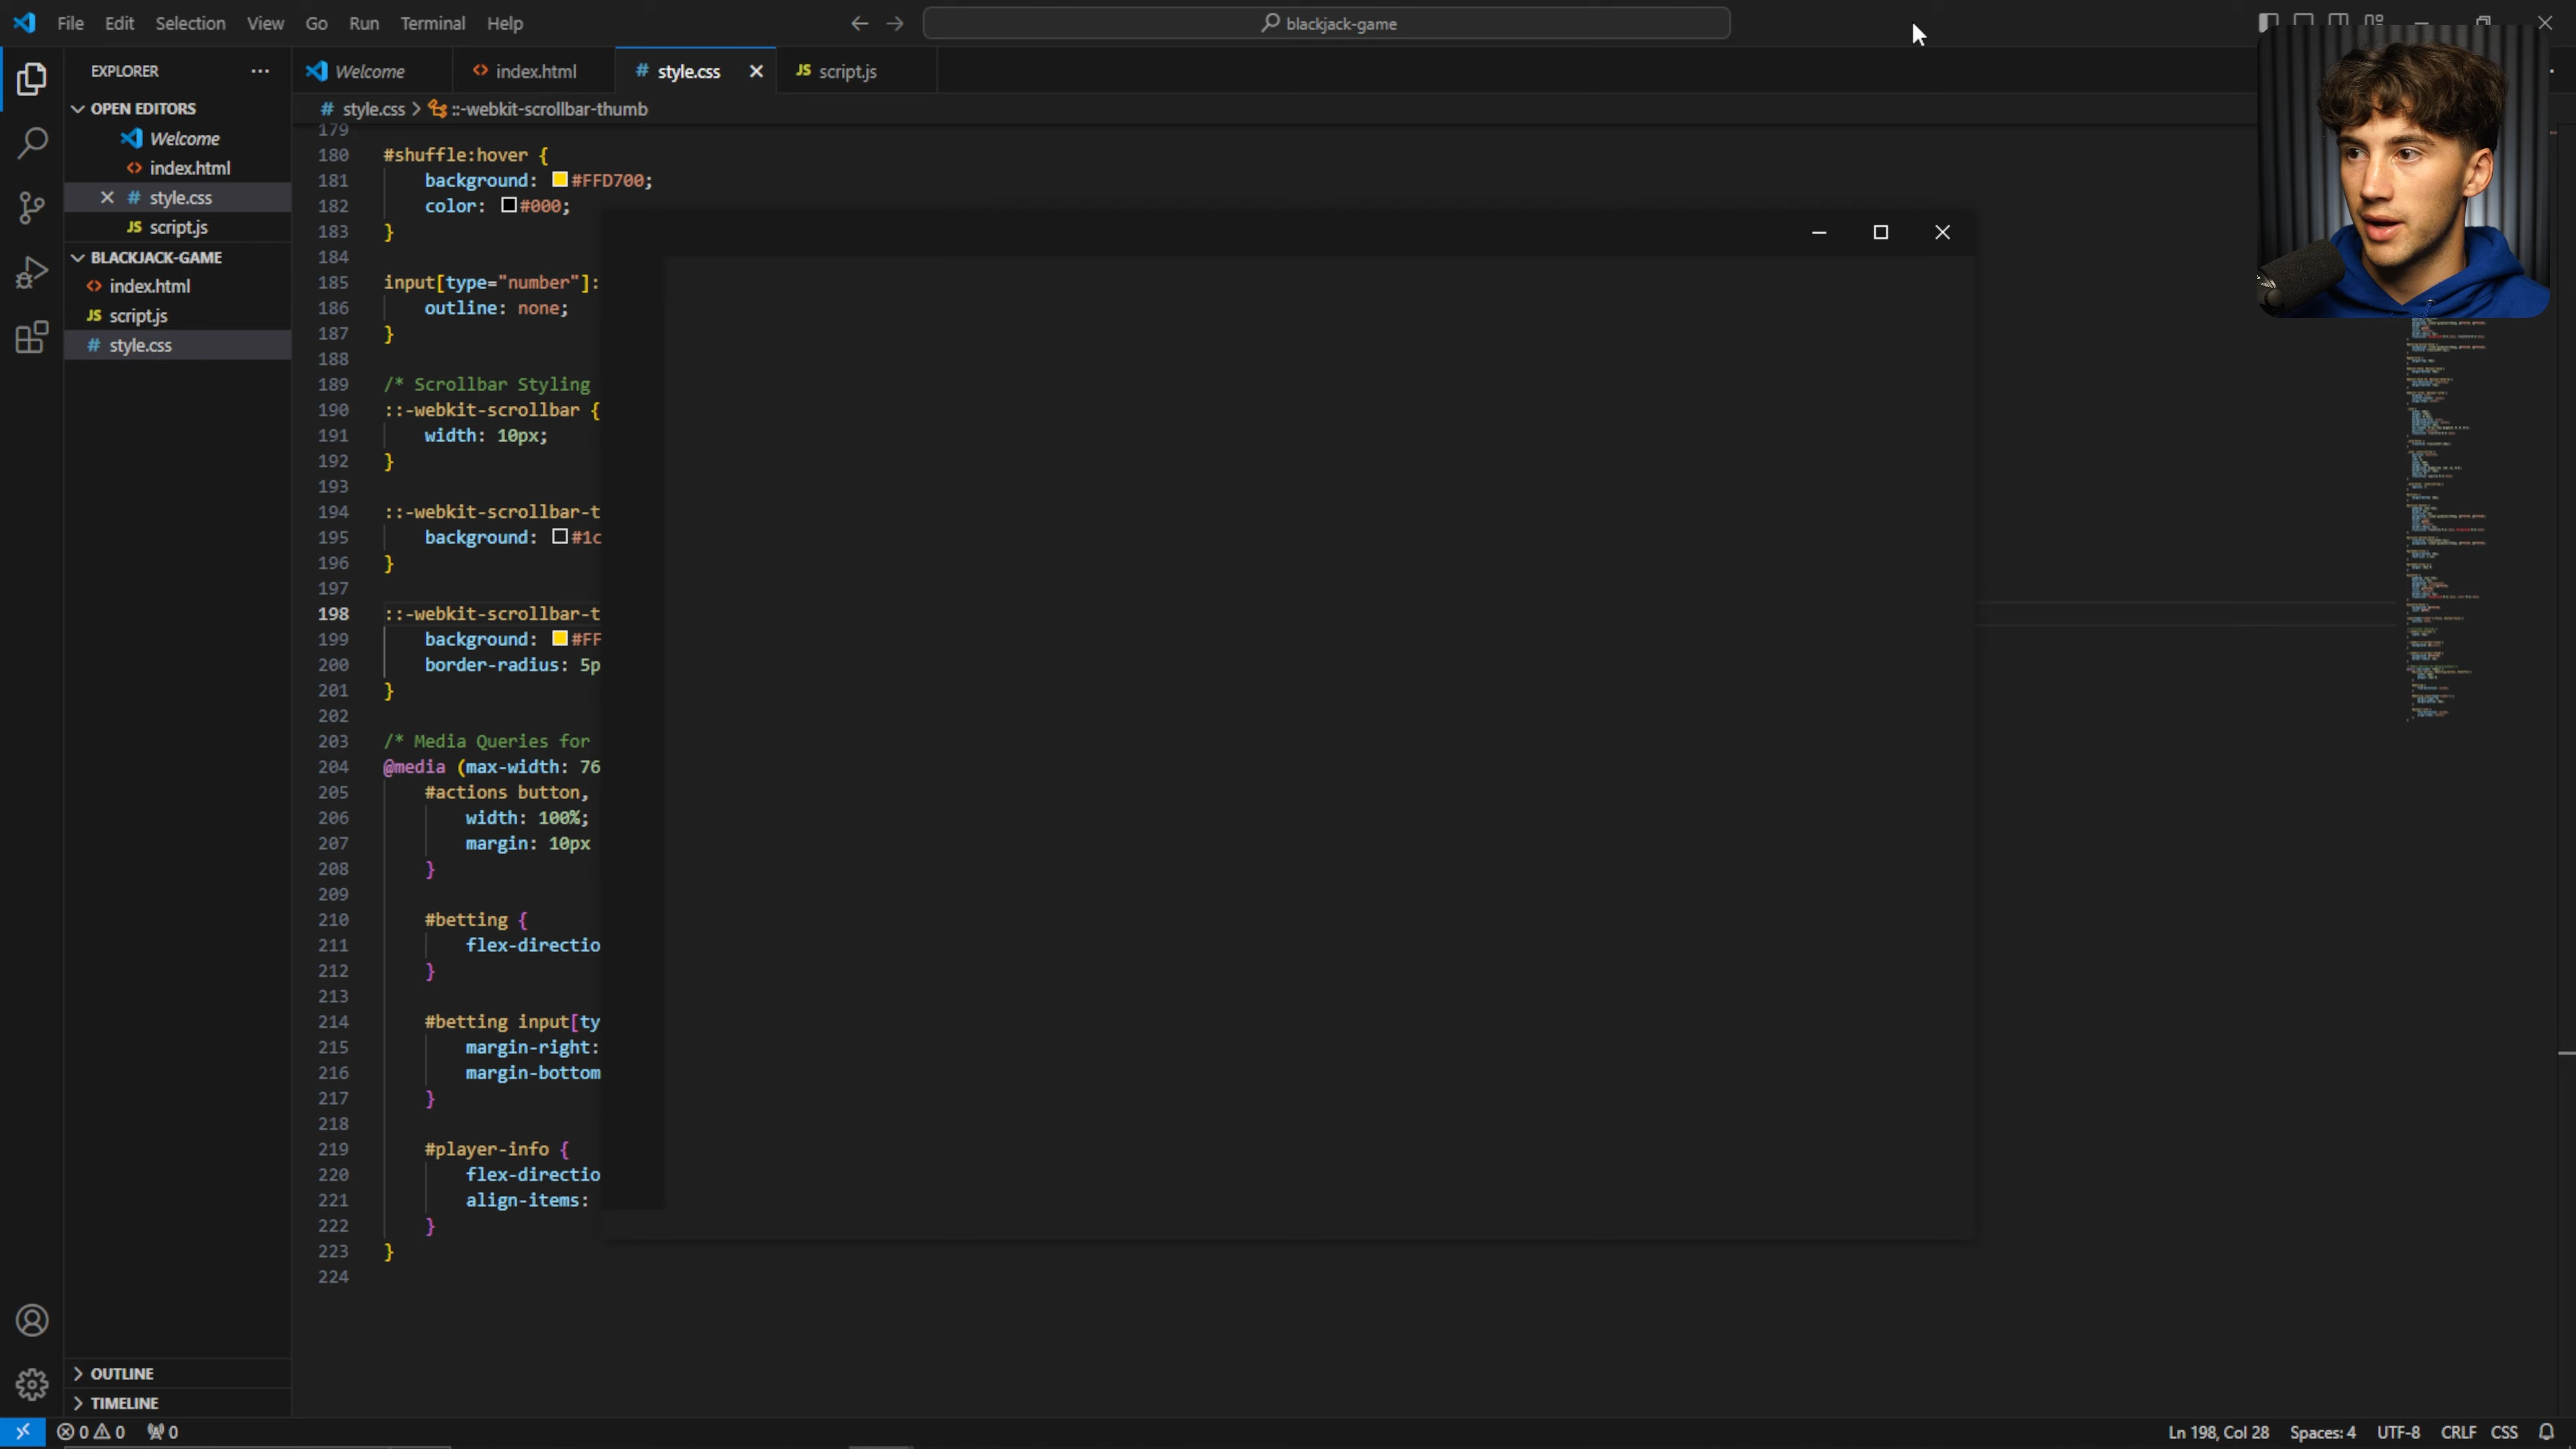 File Edit Selection View Go Run Terminal Help
blackjack-game
EXPLORER
OPEN EDITORS
Welcome
index.html
style.css
script.js
BLACKJACK-GAME
index.html
script.js
style.css
OUTLINE
TIMELINE
Welcome index.html style.css script.js
style.css ::-webkit-scrollbar-thumb
179
180 #shuffle:hover {
181 background: #FFD700;
182 color: #000;
183 }
184
185 input[type="number"]:
186 outline: none;
187 }
188
189 /* Scrollbar Styling
190 ::-webkit-scrollbar {
191 width: 10px;
192 }
193
194 ::-webkit-scrollbar-t
195 background: #1c
196 }
197
198 ::-webkit-scrollbar-t
199 background: #FF
200 border-radius: 5p
201 }
202
203 /* Media Queries for
204 @media (max-width: 76
205 #actions button,
206 width: 100%;
207 margin: 10px
208 }
209
210 #betting {
211 flex-directio
212 }
213
214 #betting input[ty
215 margin-right:
216 margin-bottom
217 }
218
219 #player-info {
220 flex-directio
221 align-items:
222 }
223 }
224
0 0 0
Ln 198, Col 28 Spaces: 4 UTF-8 CRLF CSS